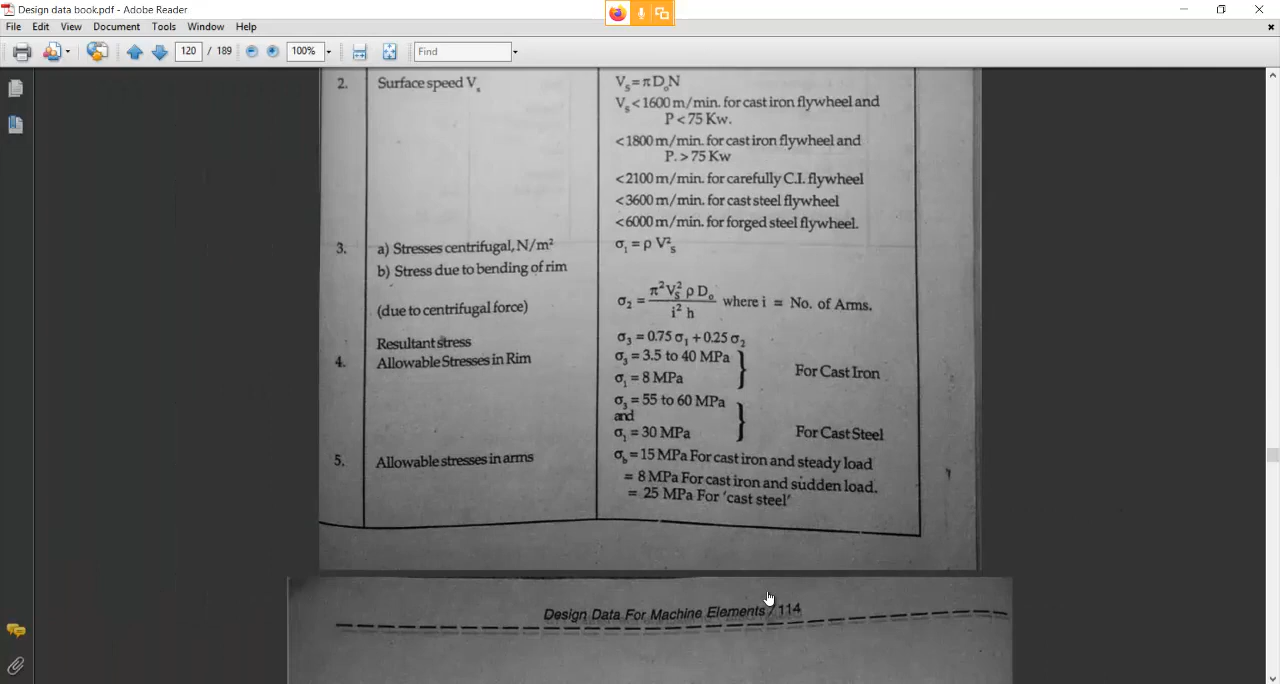 Design data book.pdf - Adobe Reader
File Edit View Document Tools Window Help
120 / 189 100% Find
2. Surface speed Vs Vs = π Do N
Vs < 1600 m/min. for cast iron flywheel and
P < 75 Kw.
< 1800 m/min. for cast iron flywheel and
P. > 75 Kw
< 2100 m/min. for carefully C.I. flywheel
< 3600 m/min. for cast steel flywheel
< 6000 m/min. for forged steel flywheel.
3. a) Stresses centrifugal, N/m² σ1 = ρ V²s
b) Stress due to bending of rim
(due to centrifugal force) σ2 = π² Vs² ρ Do / i² h where i = No. of Arms.
Resultant stress σ3 = 0.75 σ1 + 0.25 σ2
4. Allowable Stresses in Rim σ3 = 3.5 to 40 MPa
σ1 = 8 MPa } For Cast Iron
σ3 = 55 to 60 MPa
and
σ1 = 30 MPa } For Cast Steel
5. Allowable stresses in arms σb = 15 MPa For cast iron and steady load
= 8 MPa For cast iron and sudden load.
= 25 MPa For 'cast steel'
Design Data For Machine Elements / 114